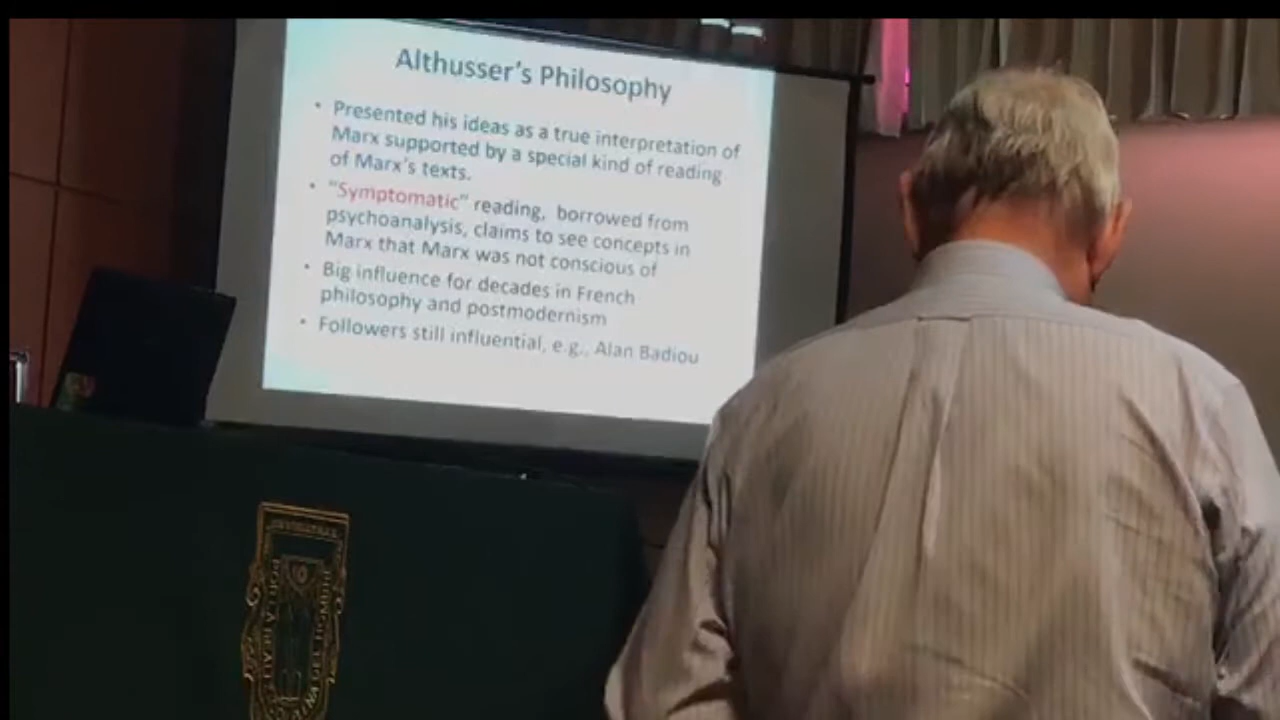 Althusser's Philosophy
• Presented his ideas as a true interpretation of
Marx supported by a special kind of reading
of Marx's texts.
• "Symptomatic" reading, borrowed from
psychoanalysis, claims to see concepts in
Marx that Marx was not conscious of
• Big influence for decades in French
philosophy and postmodernism
• Followers still influential, e.g., Alan Badiou